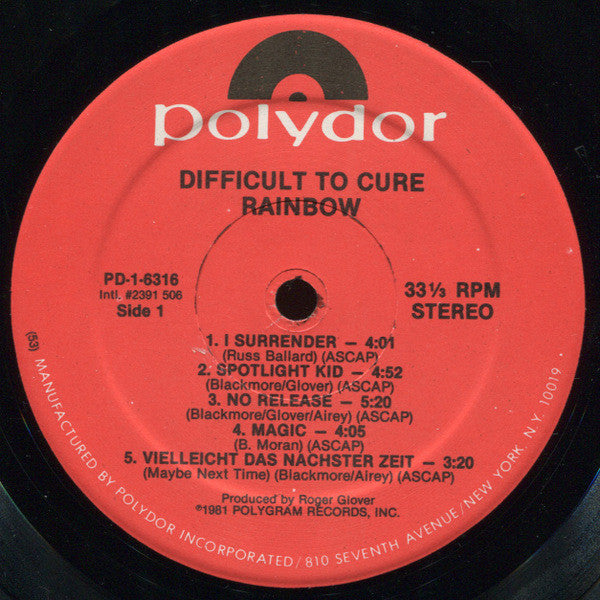 polydor
DIFFICULT TO CURE
RAINBOW
PD-1-6316
Intl. #2391 506
Side 1
33 1/3 RPM
STEREO
1. I SURRENDER – 4:01
(Russ Ballard) (ASCAP)
2. SPOTLIGHT KID – 4:52
(Blackmore/Glover) (ASCAP)
3. NO RELEASE – 5:20
(Blackmore/Glover/Airey) (ASCAP)
4. MAGIC – 4:05
(B. Moran) (ASCAP)
5. VIELLEICHT DAS NACHSTER ZEIT – 3:20
(Maybe Next Time) (Blackmore/Airey) (ASCAP)
Produced by Roger Glover
℗1981 POLYGRAM RECORDS, INC.
(53) MANUFACTURED BY POLYDOR INCORPORATED/810 SEVENTH AVENUE/NEW YORK, N.Y. 10019 •